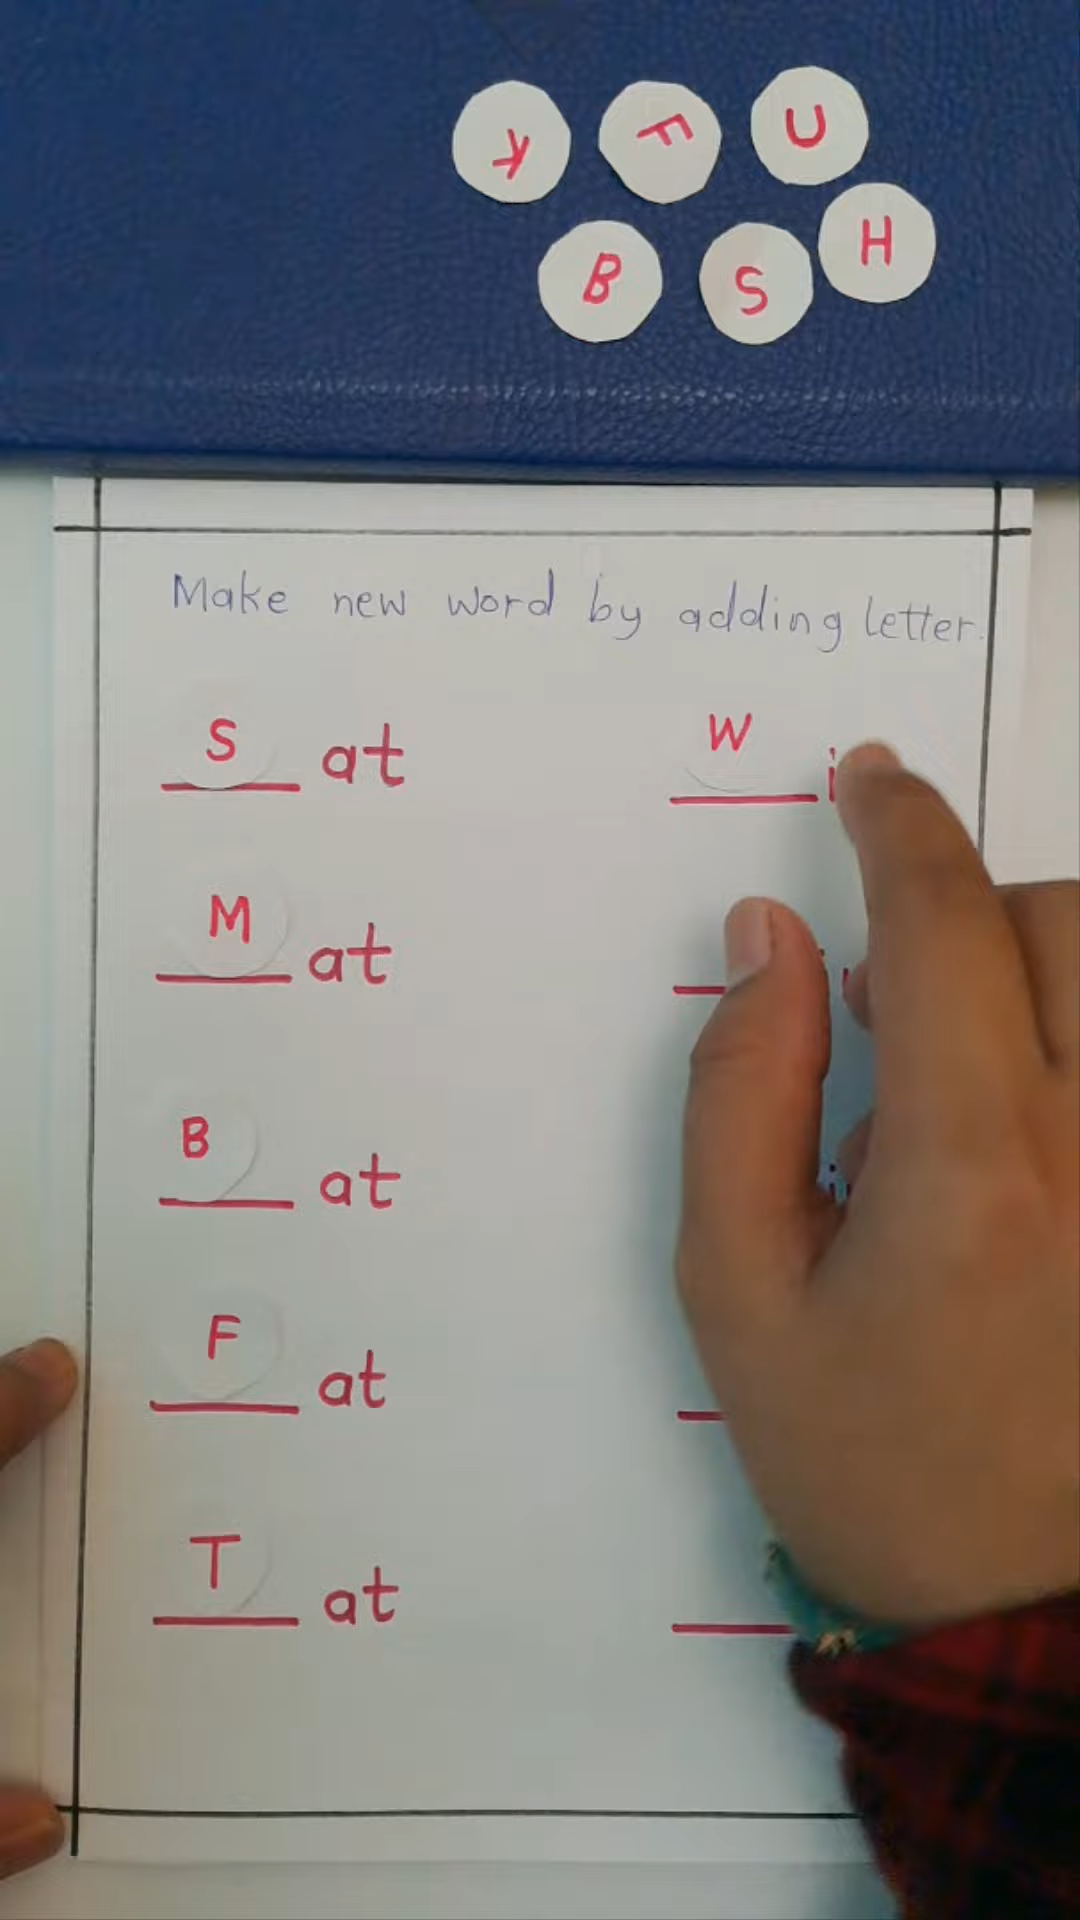 K F U
B S H
Make new word by adding letter.
S at
W i
M at
B at
F at
T at